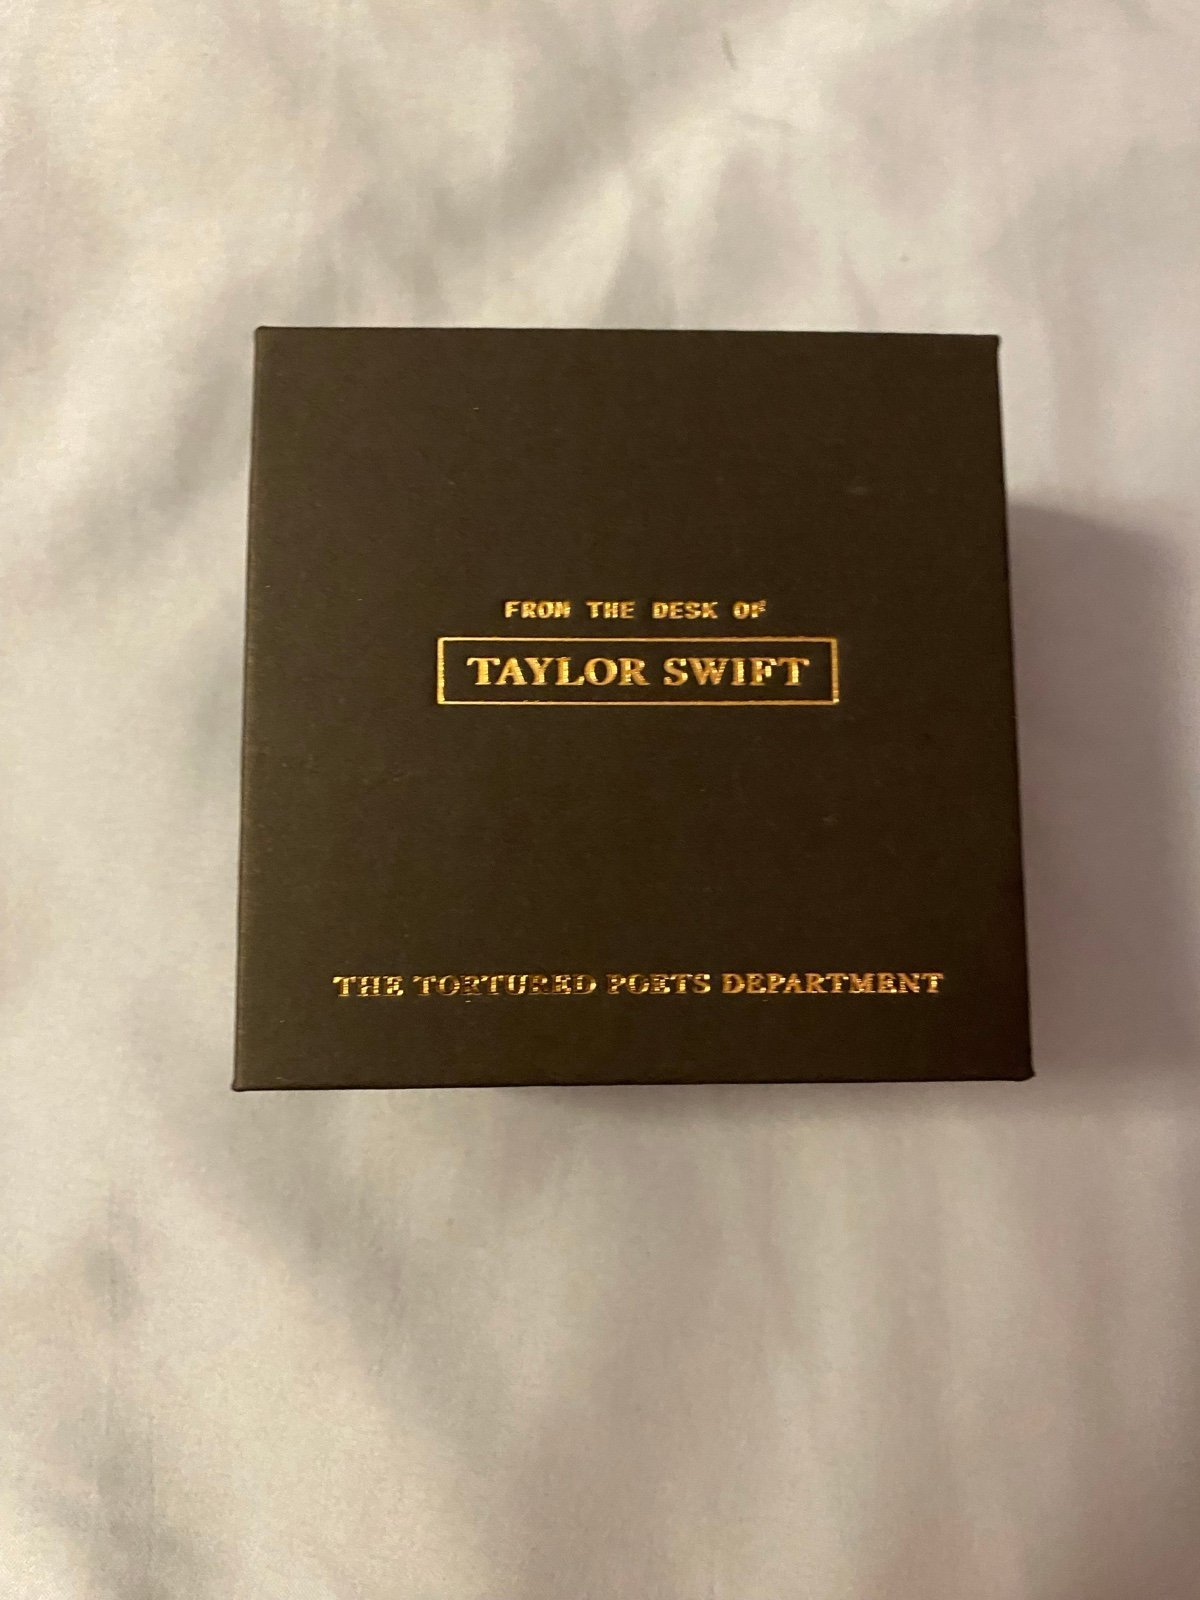 FROM THE DESK OF
TAYLOR SWIFT
THE TORTURED POETS DEPARTMENT